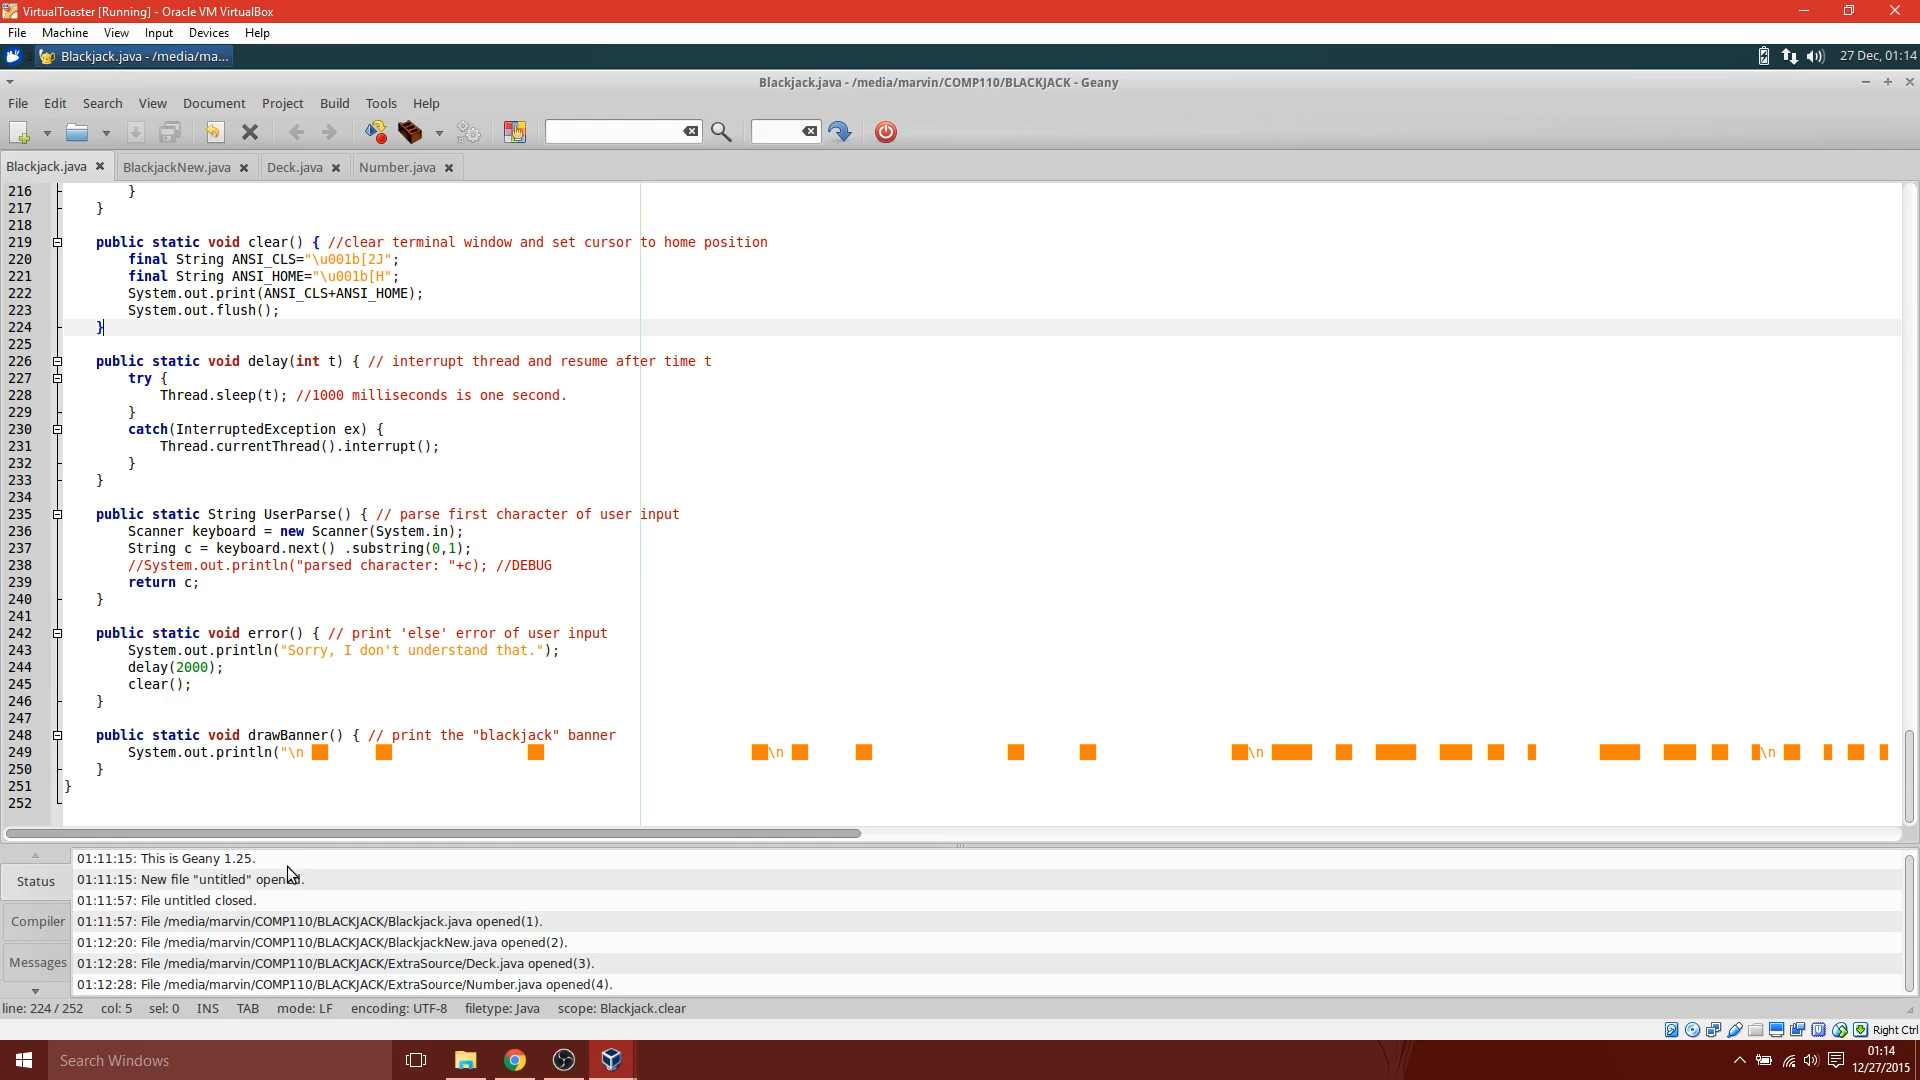 VirtualToaster [Running] - Oracle VM VirtualBox
File Machine View Input Devices Help
Blackjack.java - /media/ma... 27 Dec, 01:14
Blackjack.java - /media/marvin/COMP110/BLACKJACK - Geany
File Edit Search View Document Project Build Tools Help
Blackjack.java BlackjackNew.java Deck.java Number.java
216 }
217 }
218
219 public static void clear() { //clear terminal window and set cursor to home position
220 final String ANSI_CLS="\u001b[2J";
221 final String ANSI_HOME="\u001b[H";
222 System.out.print(ANSI_CLS+ANSI_HOME);
223 System.out.flush();
224 }
225
226 public static void delay(int t) { // interrupt thread and resume after time t
227 try {
228 Thread.sleep(t); //1000 milliseconds is one second.
229 }
230 catch(InterruptedException ex) {
231 Thread.currentThread().interrupt();
232 }
233 }
234
235 public static String UserParse() { // parse first character of user input
236 Scanner keyboard = new Scanner(System.in);
237 String c = keyboard.next() .substring(0,1);
238 //System.out.println("parsed character: "+c); //DEBUG
239 return c;
240 }
241
242 public static void error() { // print 'else' error of user input
243 System.out.println("Sorry, I don't understand that.");
244 delay(2000);
245 clear();
246 }
247
248 public static void drawBanner() { // print the "blackjack" banner
249 System.out.println("\n ██ ██ ██ ██\n ██ ██ ██ ██ ██\n █████ ██ █████ ████ ██ █ █████ ████ ██ █\n ██ █ ██ █
250 }
251 }
252
01:11:15: This is Geany 1.25.
Status 01:11:15: New file "untitled" opened.
01:11:57: File untitled closed.
Compiler 01:11:57: File /media/marvin/COMP110/BLACKJACK/Blackjack.java opened(1).
01:12:20: File /media/marvin/COMP110/BLACKJACK/BlackjackNew.java opened(2).
Messages 01:12:28: File /media/marvin/COMP110/BLACKJACK/ExtraSource/Deck.java opened(3).
01:12:28: File /media/marvin/COMP110/BLACKJACK/ExtraSource/Number.java opened(4).
line: 224 / 252 col: 5 sel: 0 INS TAB mode: LF encoding: UTF-8 filetype: Java scope: Blackjack.clear
Right Ctrl
Search Windows
01:14
12/27/2015